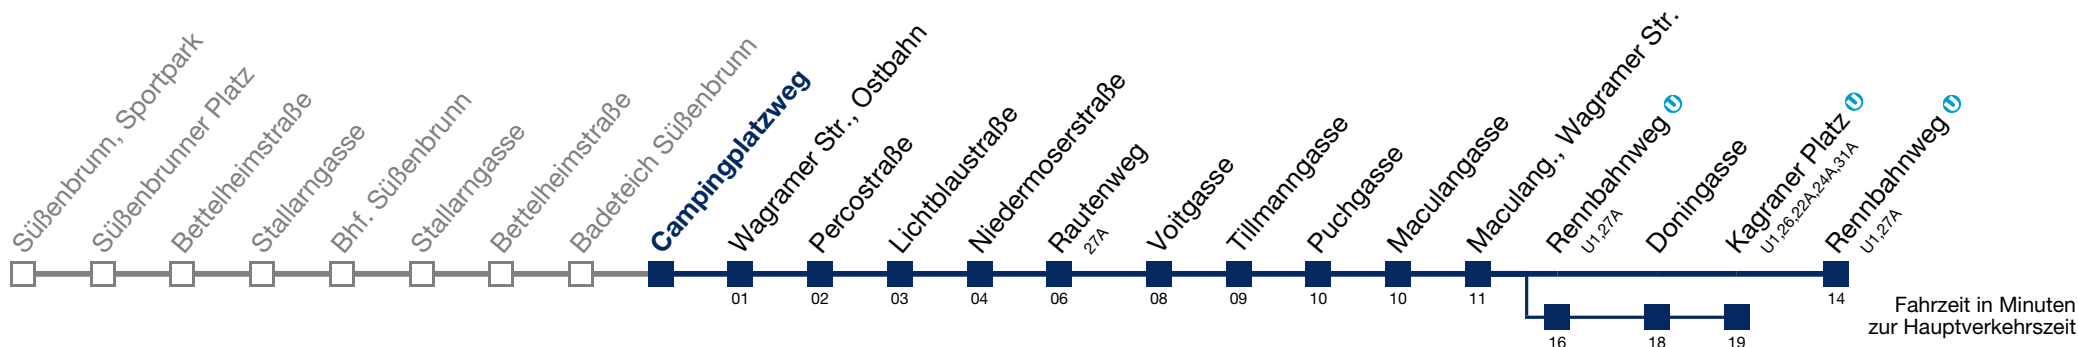 Süßenbrunn, Sportpark
Süßenbrunner Platz
Bettelheimstraße
Stallarngasse
Bhf. Süßenbrunn
Stallarngasse
Bettelheimstraße
Badeteich Süßenbrunn
Campingplatzweg
Wagramer Str., Ostbahn
Percostraße
Lichtblaustraße
Niedermoserstraße
Rautenweg
27A
Voitgasse
Tillmanngasse
Puchgasse
Maculangasse
Maculang., Wagramer Str.
Rennbahnweg U
U1,27A
Doningasse
Kagraner Platz U
U1,26,22A,24A,31A
Rennbahnweg U
U1,27A
01 02 03 04 06 08 09 10 10 11 14
16 18 19
Fahrzeit in Minuten
zur Hauptverkehrszeit